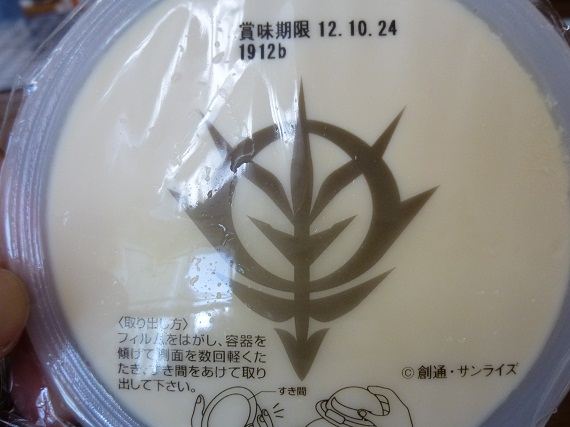 賞味期限 12.10.24
1912b
〈取り出し方〉
フィルムをはがし、容器を
傾けて側面を数回軽くた
たき、すき間をあけて取り
出して下さい。
すき間
©創通・サンライズ